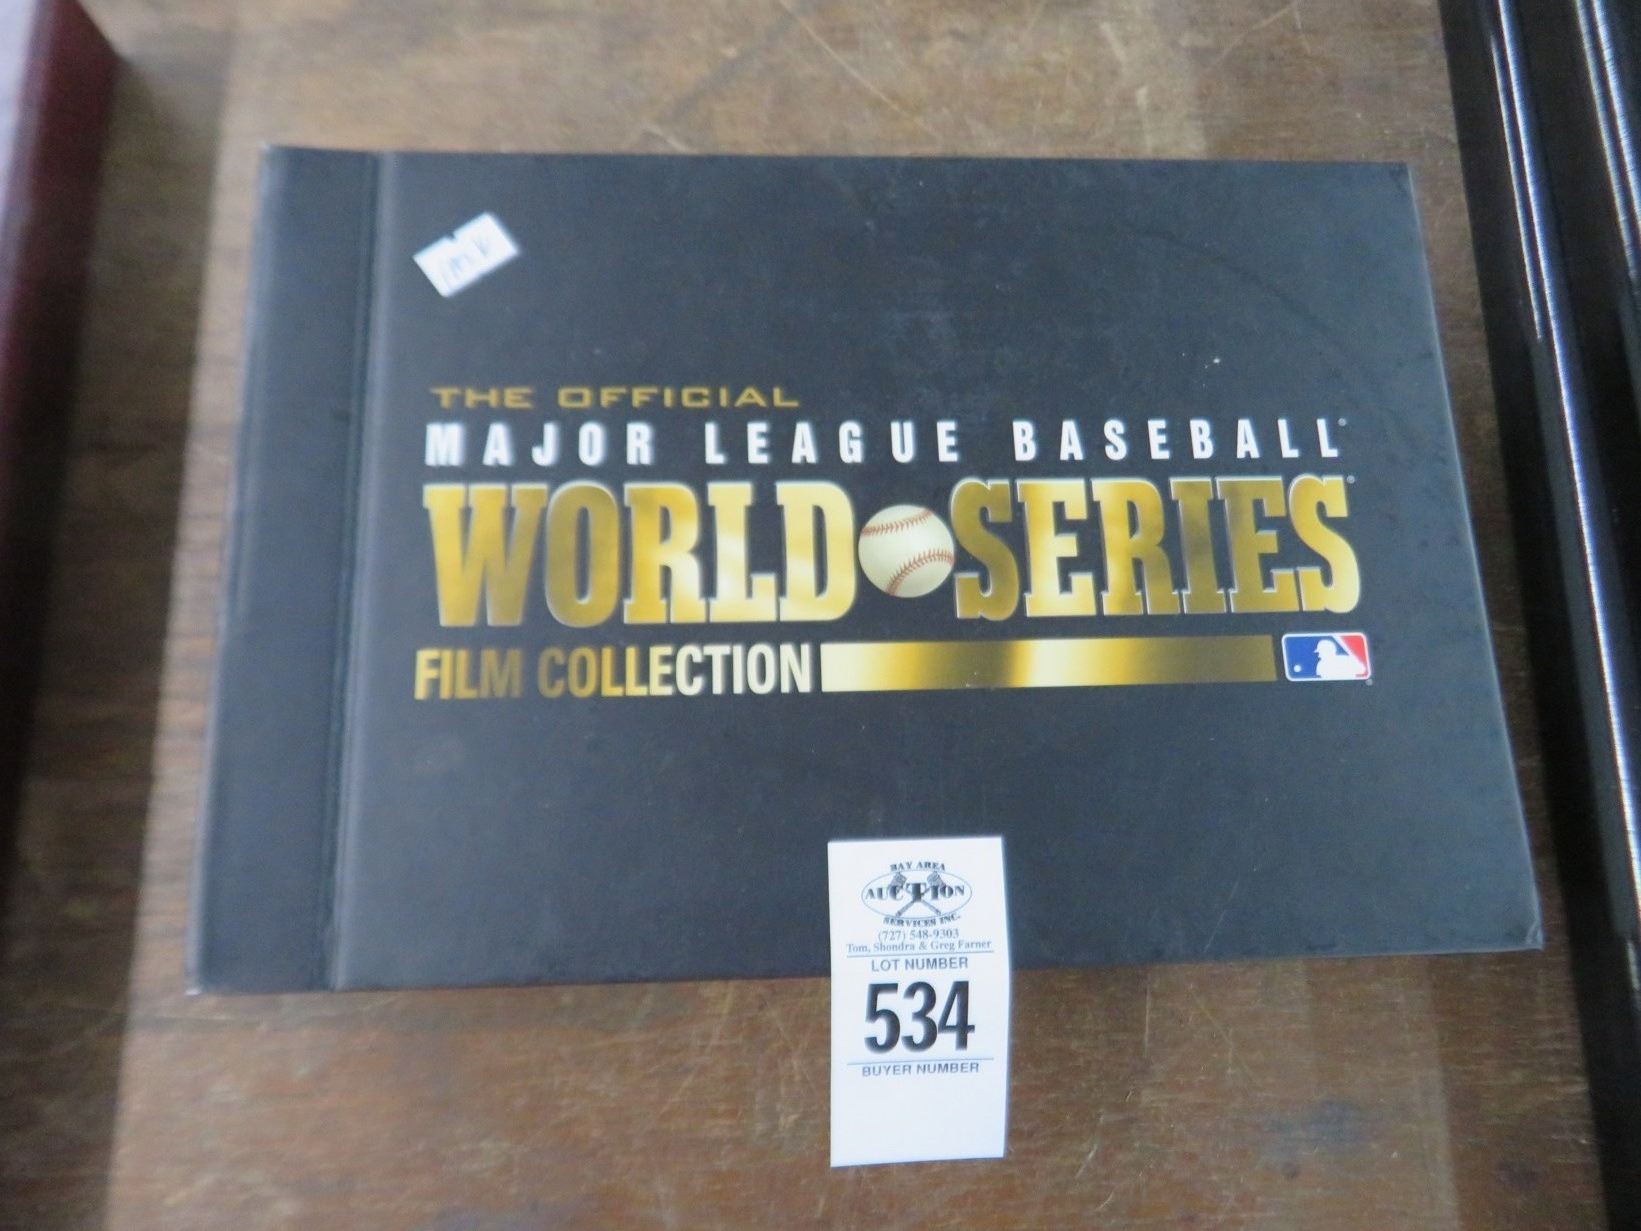 THE OFFICIAL
MAJOR LEAGUE BASEBALL
WORLD SERIES
FILM COLLECTION
BAY AREA
AUCTION
SERVICES INC.
(727) 548-9303
Tom, Shondra & Greg Farner
LOT NUMBER
534
BUYER NUMBER